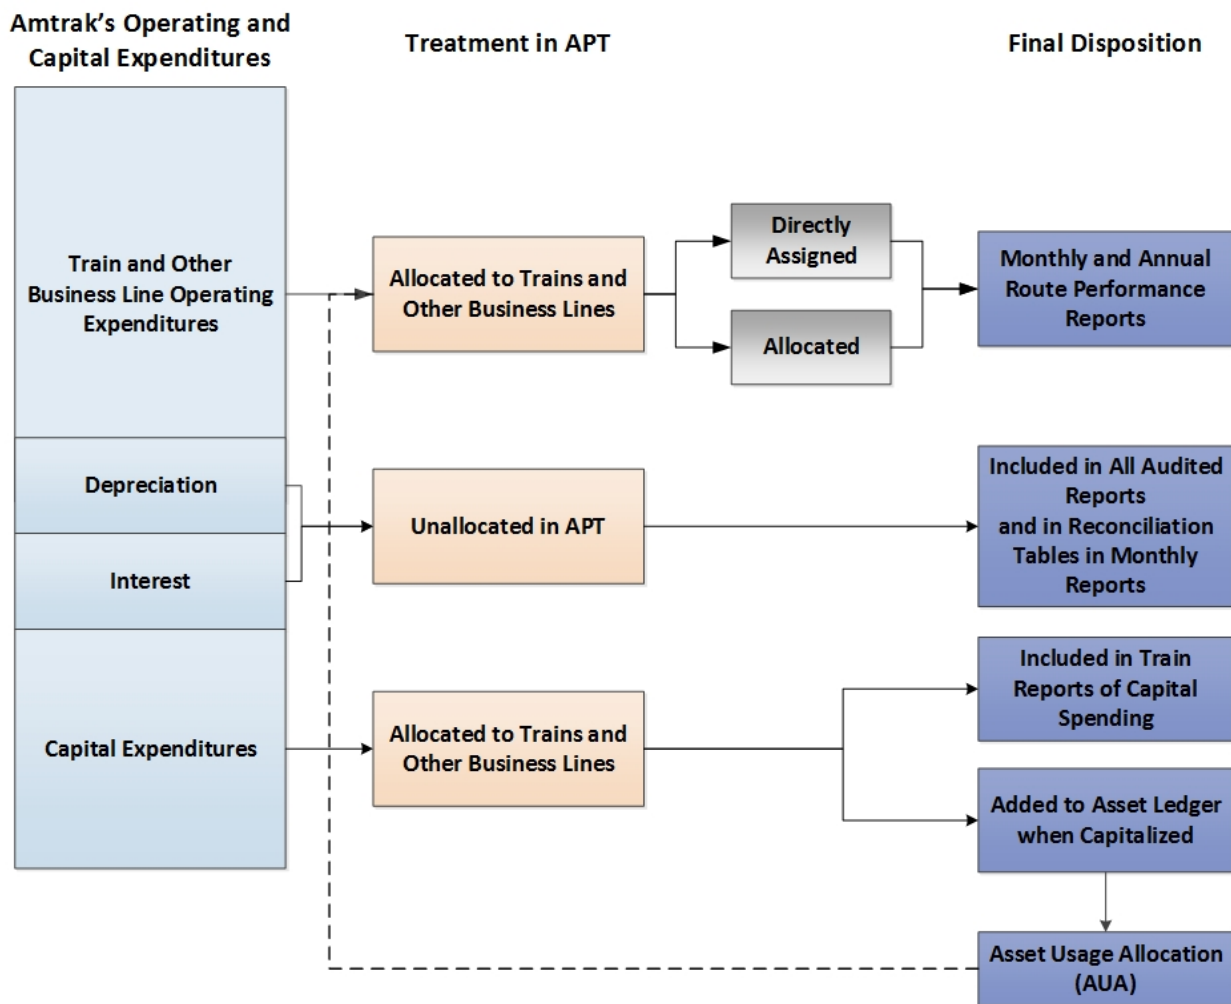 Amtrak's Operating and
Capital Expenditures
Treatment in APT
Final Disposition
Train and Other
Business Line Operating
Expenditures
Allocated to Trains and
Other Business Lines
Directly
Assigned
Allocated
Monthly and Annual
Route Performance
Reports
Depreciation
Interest
Unallocated in APT
Included in All Audited
Reports
and in Reconciliation
Tables in Monthly
Reports
Capital Expenditures
Allocated to Trains and
Other Business Lines
Included in Train
Reports of Capital
Spending
Added to Asset Ledger
when Capitalized
Asset Usage Allocation
(AUA)